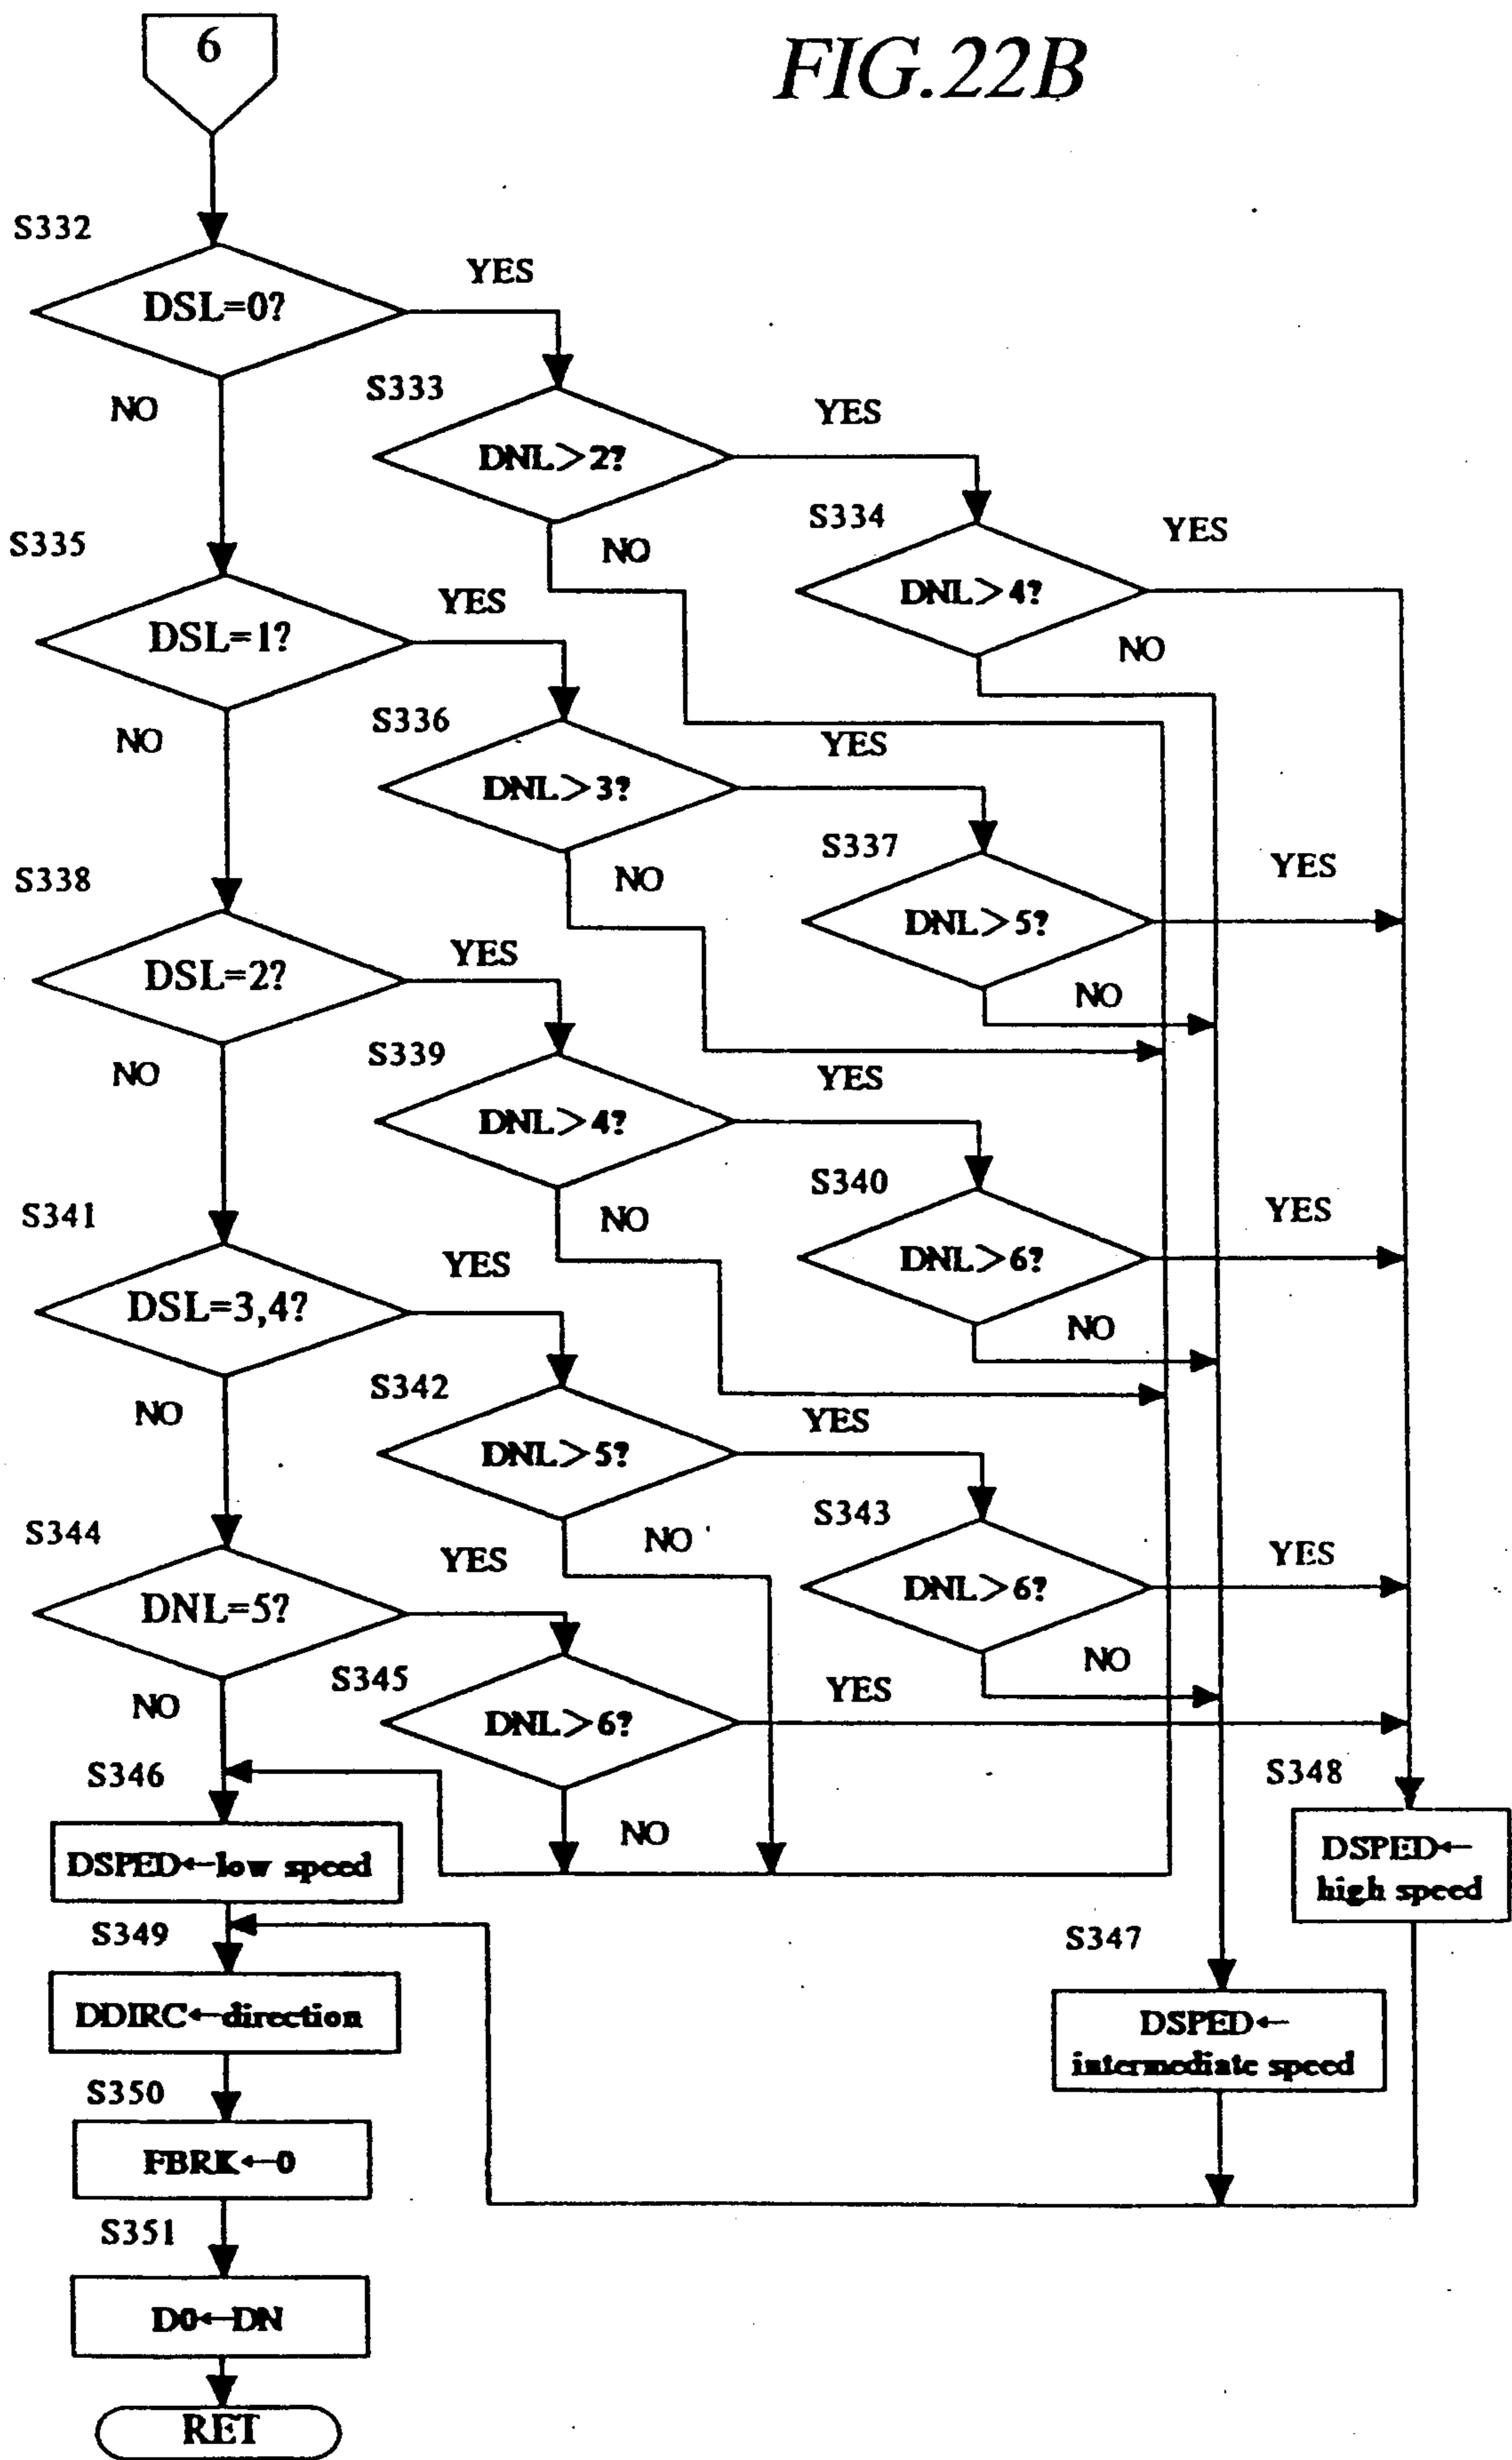 FIG.22B
6
S332
DSL=0?
YES
NO
S333
DNL>2?
YES
NO
S334
DNL>4?
YES
NO
S335
DSL=1?
YES
NO
S336
DNL>3?
YES
NO
S337
DNL>5?
YES
NO
S338
DSL=2?
YES
NO
S339
DNL>4?
YES
NO
S340
DNL>6?
YES
NO
S341
DSL=3,4?
YES
NO
S342
DNL>5?
YES
NO
S343
DNL>6?
YES
NO
S344
DNL=5?
YES
NO
S345
DNL>6?
YES
NO
S346
DSPED←low speed
S348
DSPED←
high speed
S347
DSPED←
intermediate speed
S349
DDIRC←direction
S350
FBRK←0
S351
D0←DN
RET